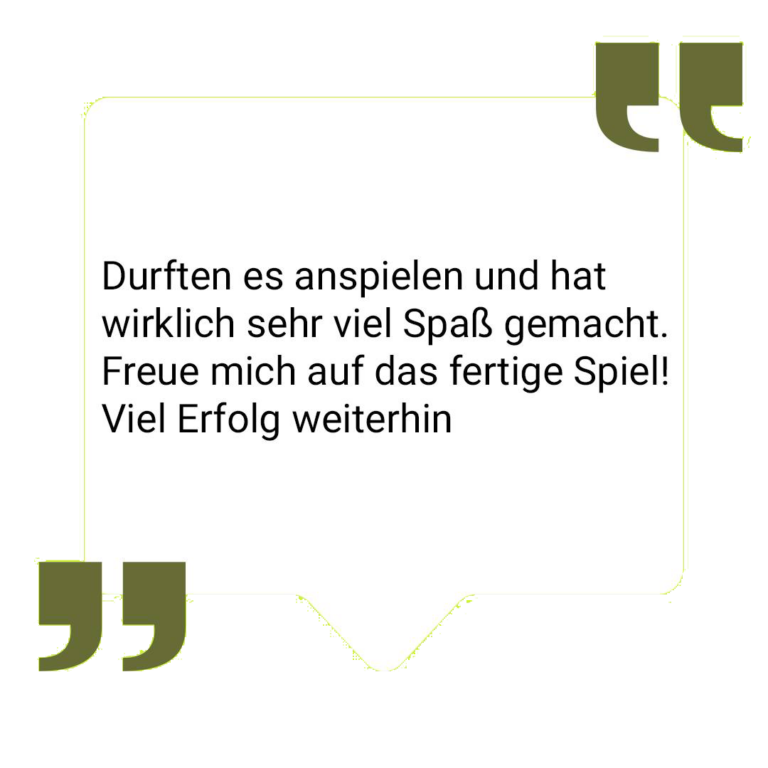 Durften es anspielen und hat
wirklich sehr viel Spaß gemacht.
Freue mich auf das fertige Spiel!
Viel Erfolg weiterhin